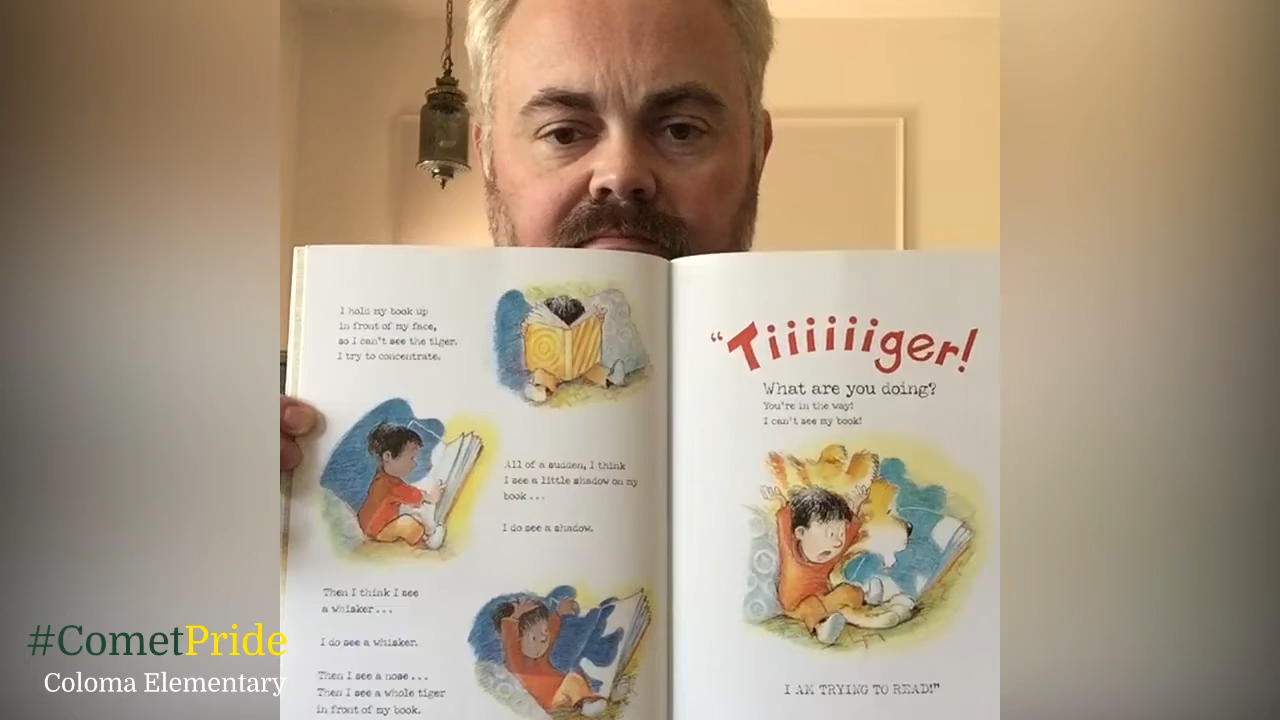 I hold my book up
in front of my face,
so I can't see the tiger.
I try to concentrate.
All of a sudden, I think
I see a little shadow on my
book...
I do see a shadow.
Then I think I see
a whisker...
I do see a whisker.
Then I see a nose...
Then I see a whole tiger
in front of my book.
"Tiiiiiiger!
What are you doing?
You're in the way!
I can't see my book!
I AM TRYING TO READ!"
#CometPride
Coloma Elementary